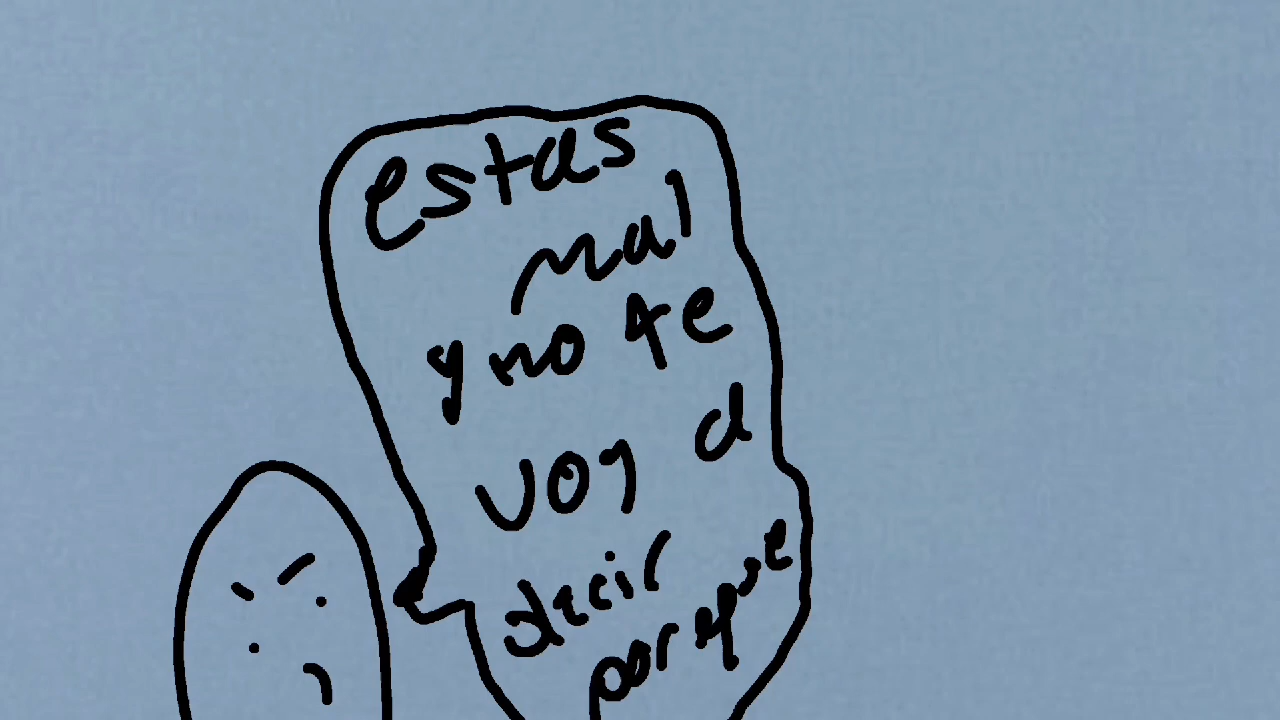 estas
mal
y no te
voy a
decir
porque